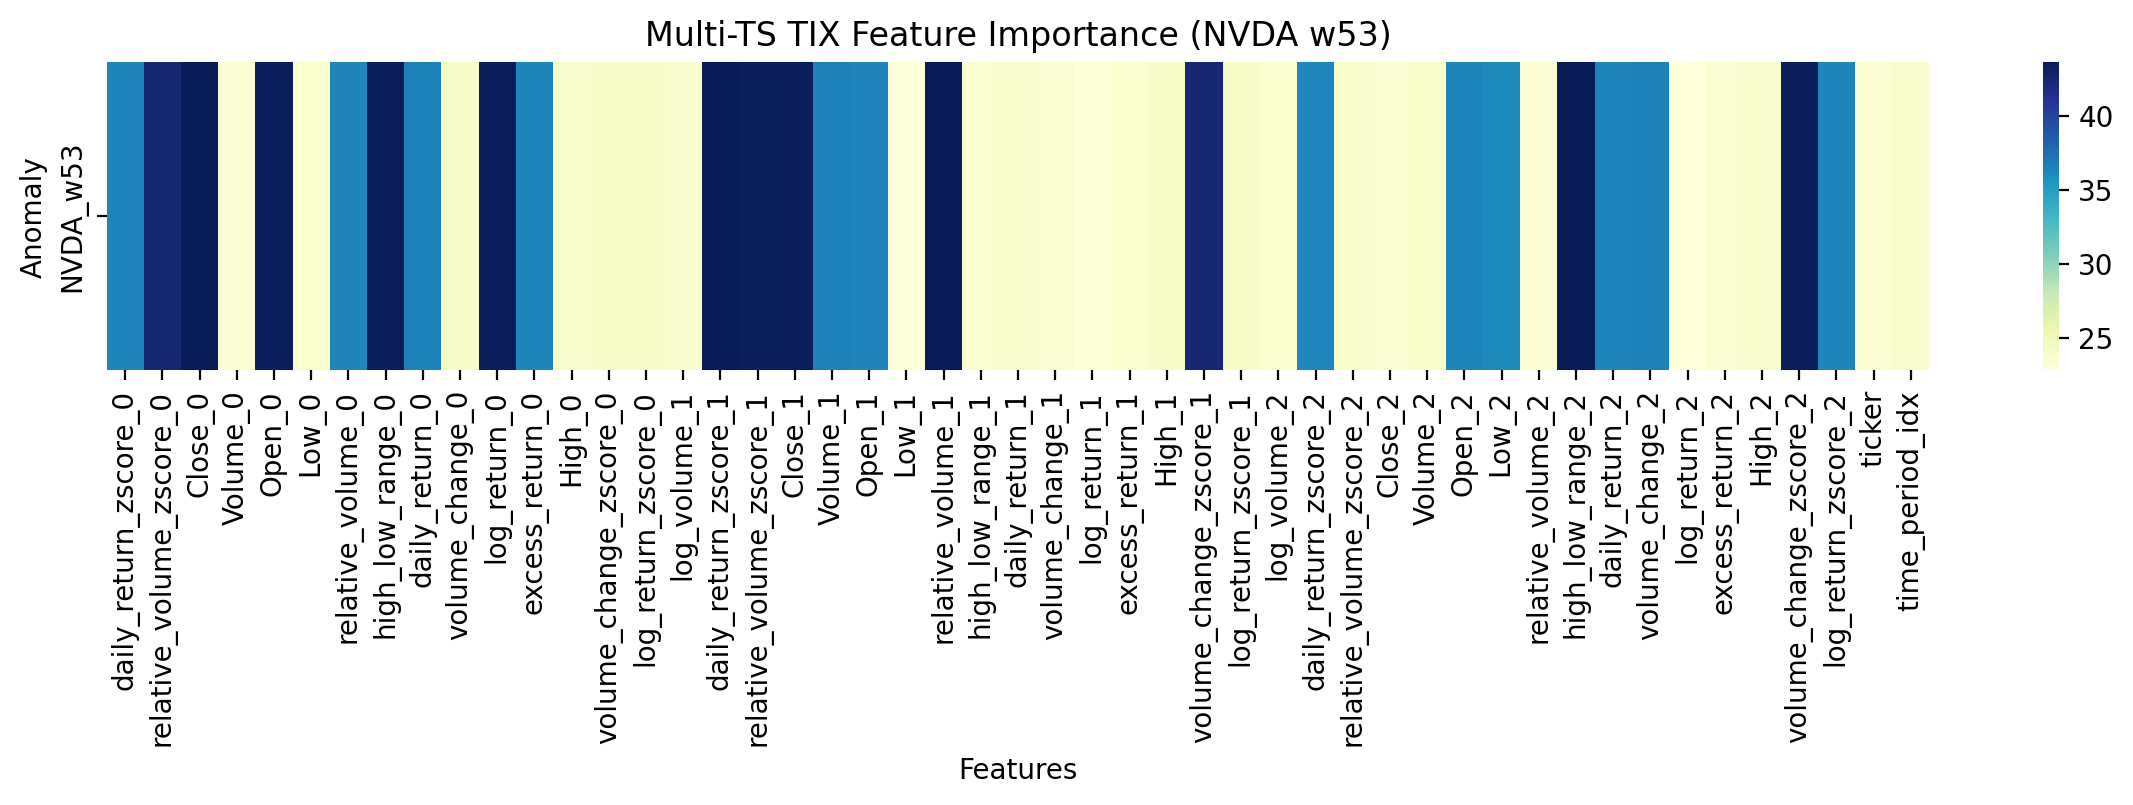 Multi-TS TIX Feature Importance (NVDA w53)
Anomaly
NVDA_w53
40
35
30
25
daily_return_zscore_0
relative_volume_zscore_0
Close_0
Volume_0
Open_0
Low_0
relative_volume_0
high_low_range_0
daily_return_0
volume_change_0
log_return_0
excess_return_0
High_0
volume_change_zscore_0
log_return_zscore_0
log_volume_1
daily_return_zscore_1
relative_volume_zscore_1
Close_1
Volume_1
Open_1
Low_1
relative_volume_1
high_low_range_1
daily_return_1
volume_change_1
log_return_1
excess_return_1
High_1
volume_change_zscore_1
log_return_zscore_1
log_volume_2
daily_return_zscore_2
relative_volume_zscore_2
Close_2
Volume_2
Open_2
Low_2
relative_volume_2
high_low_range_2
daily_return_2
volume_change_2
log_return_2
excess_return_2
High_2
volume_change_zscore_2
log_return_zscore_2
ticker
time_period_idx
Features